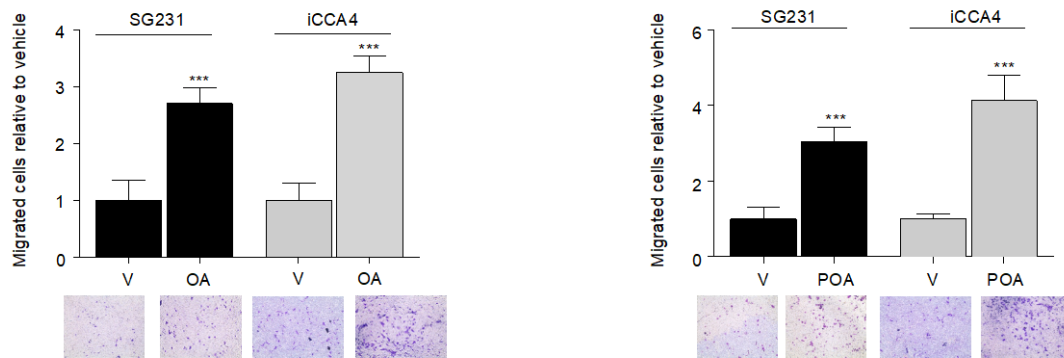 SG231 iCCA4
Migrated cells relative to vehicle
4
3
2
1
0
***
***
V OA V OA
SG231 iCCA4
Migrated cells relative to vehicle
6
4
2
0
***
***
V POA V POA